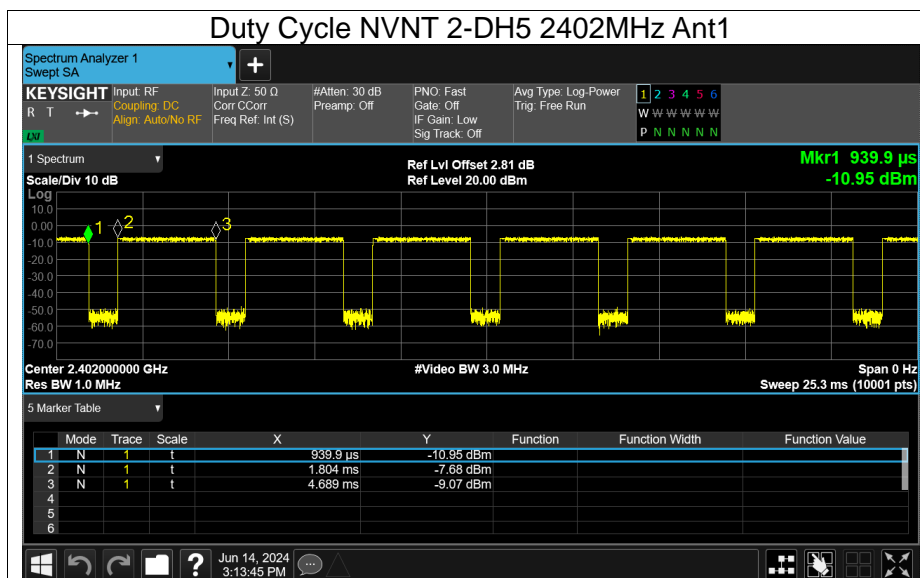 Duty Cycle NVNT 2-DH5 2402MHz Ant1
Spectrum Analyzer 1
Swept SA
+
KEYSIGHT Input: RF Input Z: 50 Ω #Atten: 30 dB PNO: Fast Avg Type: Log-Power 1 2 3 4 5 6
R T Coupling: DC Corr CCorr Preamp: Off Gate: Off Trig: Free Run W W W W W W
Align: Auto/No RF Freq Ref: Int (S) IF Gain: Low P N N N N N
LXI Sig Track: Off
1 Spectrum Ref Lvl Offset 2.81 dB Mkr1 939.9 µs
Scale/Div 10 dB Ref Level 20.00 dBm -10.95 dBm
Log
10.0
0.00
-10.0
-20.0
-30.0
-40.0
-50.0
-60.0
-70.0
1 2 3
Center 2.402000000 GHz #Video BW 3.0 MHz Span 0 Hz
Res BW 1.0 MHz Sweep 25.3 ms (10001 pts)
5 Marker Table
Mode Trace Scale X Y Function Function Width Function Value
1 N 1 t 939.9 µs -10.95 dBm
2 N 1 t 1.804 ms -7.68 dBm
3 N 1 t 4.689 ms -9.07 dBm
4
5
6
? Jun 14, 2024
3:13:45 PM